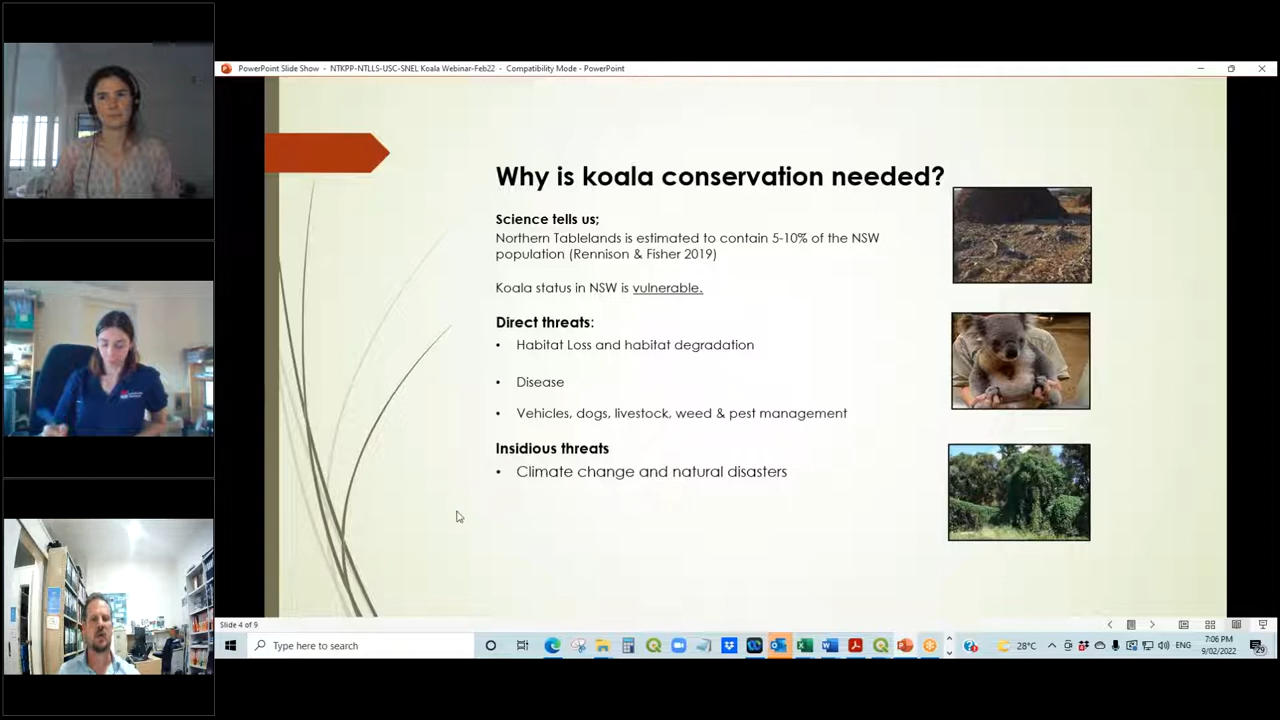 PowerPoint Slide Show - NTKPP-NTLLS-USC-SNEL Koala Webinar-Feb22 - Compatibility Mode - PowerPoint
Why is koala conservation needed?
Science tells us;
Northern Tablelands is estimated to contain 5-10% of the NSW
population (Rennison & Fisher 2019)
Koala status in NSW is vulnerable.
Direct threats:
• Habitat Loss and habitat degradation
• Disease
• Vehicles, dogs, livestock, weed & pest management
Insidious threats
• Climate change and natural disasters
Slide 4 of 9
Type here to search
28°C
ENG
7:06 PM
9/02/2022
29